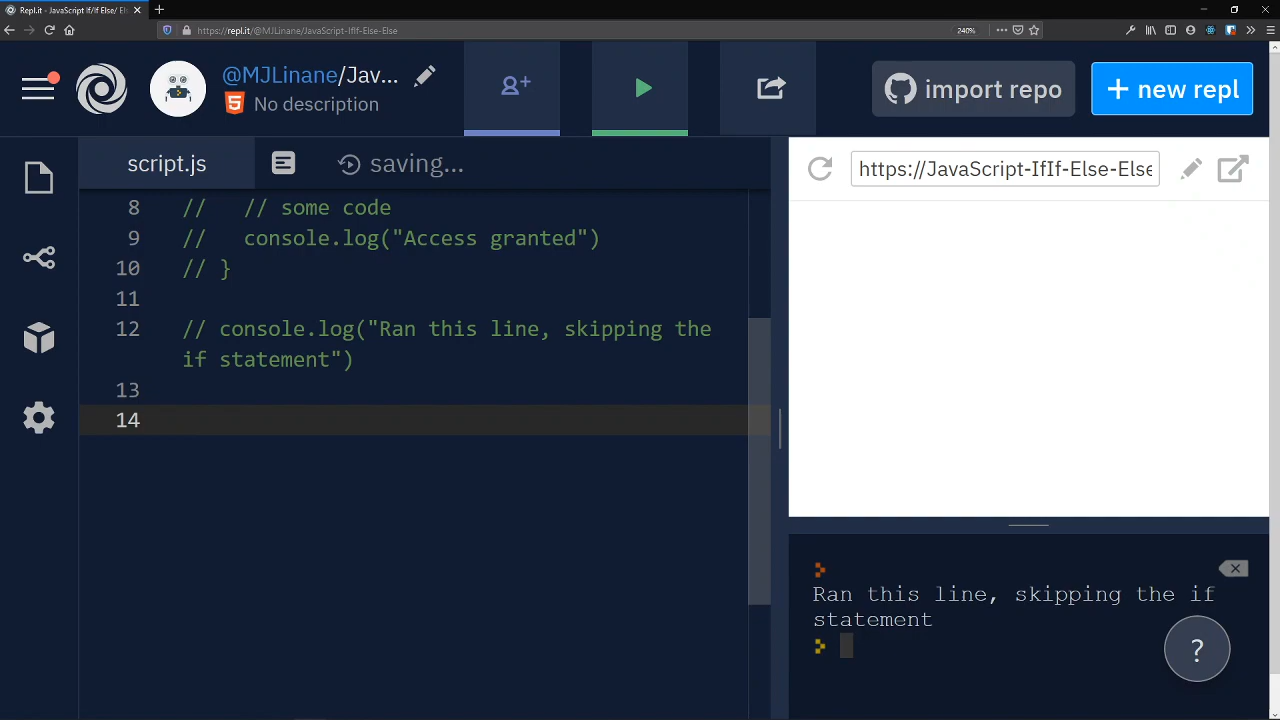 Repl.it - JavaScript If/If Else/ Els
https://repl.it/@MJLinane/JavaScript-IfIf-Else-Else
240%
@MJLinane/Jav...
No description
import repo
+ new repl
script.js
saving...
https://JavaScript-IfIf-Else-Else
8 // // some code
9 // console.log("Access granted")
10 // }
11
12 // console.log("Ran this line, skipping the
if statement")
13
14
Ran this line, skipping the if
statement
?